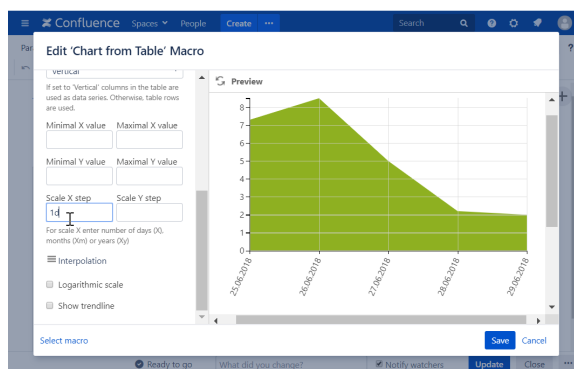 Confluence Spaces People Create ... Search
Par
Edit 'Chart from Table' Macro
?
Vertical
If set to 'Vertical' columns in the table are
used as data series. Otherwise, table rows
are used.
Minimal X value Maximal X value
Minimal Y value Maximal Y value
Scale X step Scale Y step
1d
For scale X enter number of days (X).
months (Xm) or years
(Xy)
Interpolation
Logarithmic scale
Show trendline
Preview
8
7
6
5
4
3
2
1
0
25.06.2018
26.06.2018
27.06.2018
28.06.2018
29.06.2018
Select macro
Save Cancel
Ready to go What did you change? Notify watchers Update Close ...